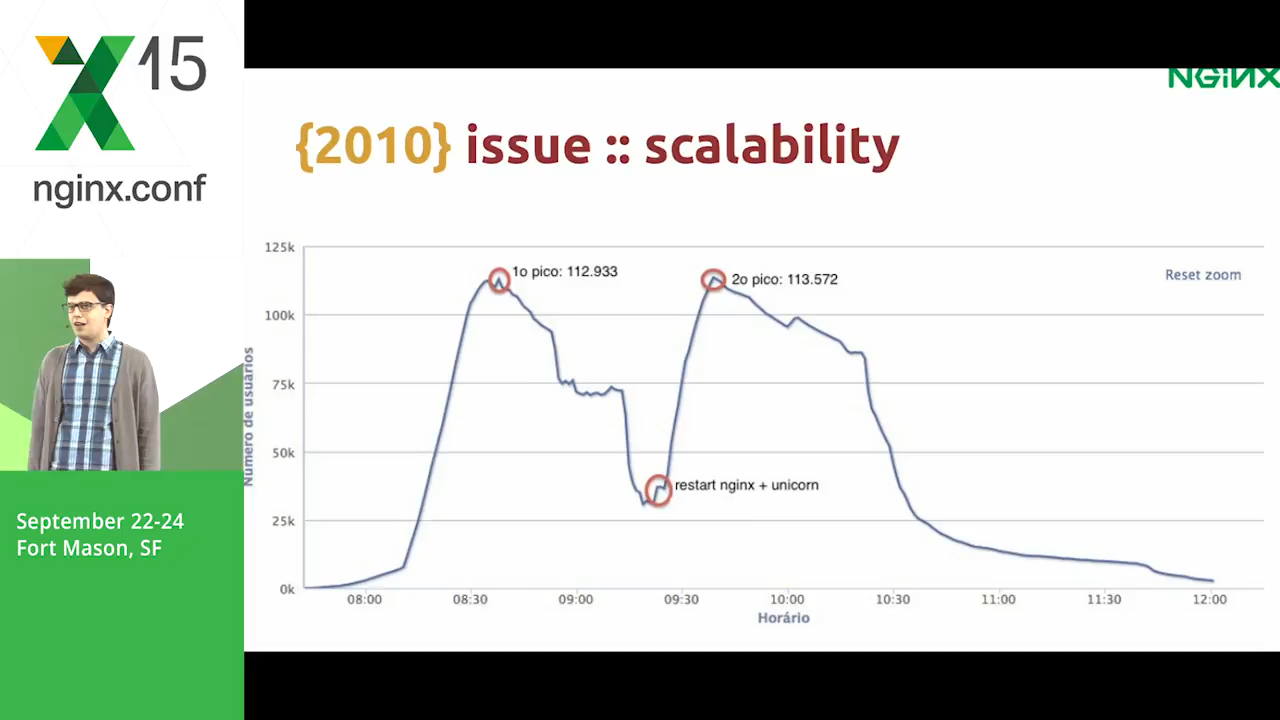 15
nginx.conf
September 22-24
Fort Mason, SF
NGINX
{2010} issue :: scalability
125k
100k
75k
50k
25k
0k
Número de usuários
1o pico: 112.933
2o pico: 113.572
Reset zoom
restart nginx + unicorn
08:00 08:30 09:00 09:30 10:00 10:30 11:00 11:30 12:00
Horário